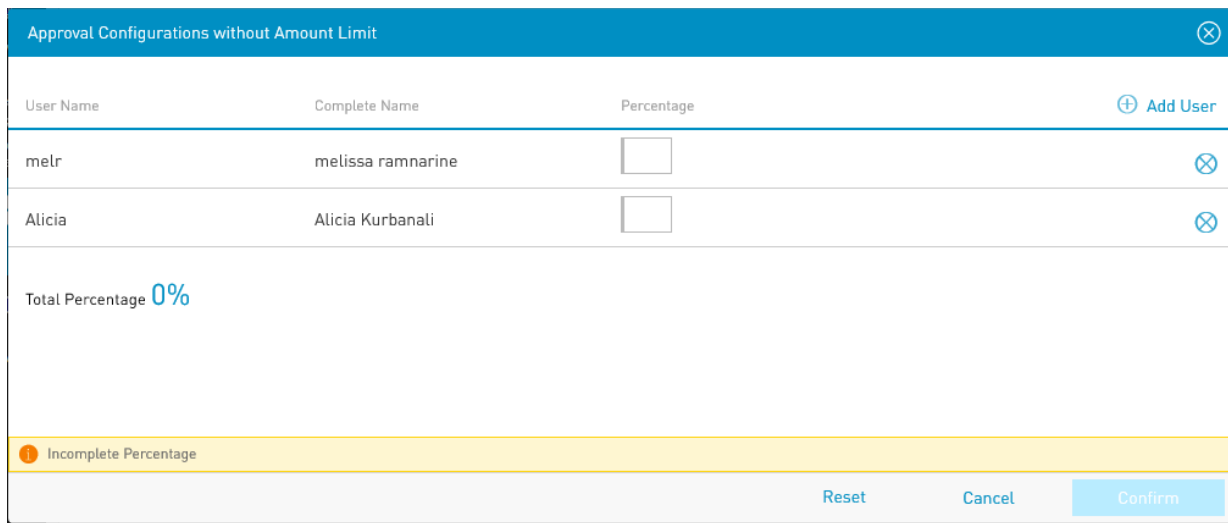 Approval Configurations without Amount Limit
User Name Complete Name Percentage Add User
melr melissa ramnarine
Alicia Alicia Kurbanali
Total Percentage 0%
Incomplete Percentage
Reset Cancel Confirm